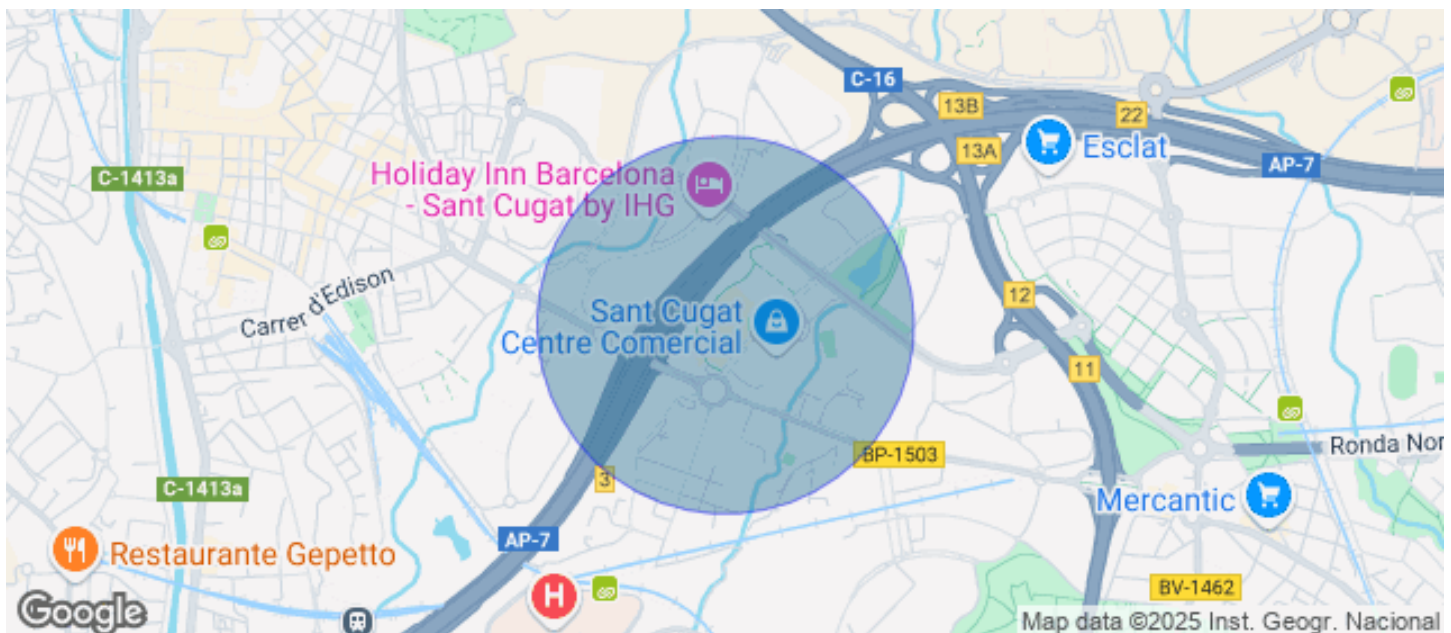 C-16
13B
22
13A
Esclat
AP-7
Holiday Inn Barcelona
- Sant Cugat by IHG
C-1413a
Carrer d'Edison
Sant Cugat
Centre Comercial
12
11
BP-1503
Ronda Nor
3
C-1413a
Mercantic
AP-7
Restaurante Gepetto
H
BV-1462
Google
Map data ©2025 Inst. Geogr. Nacional